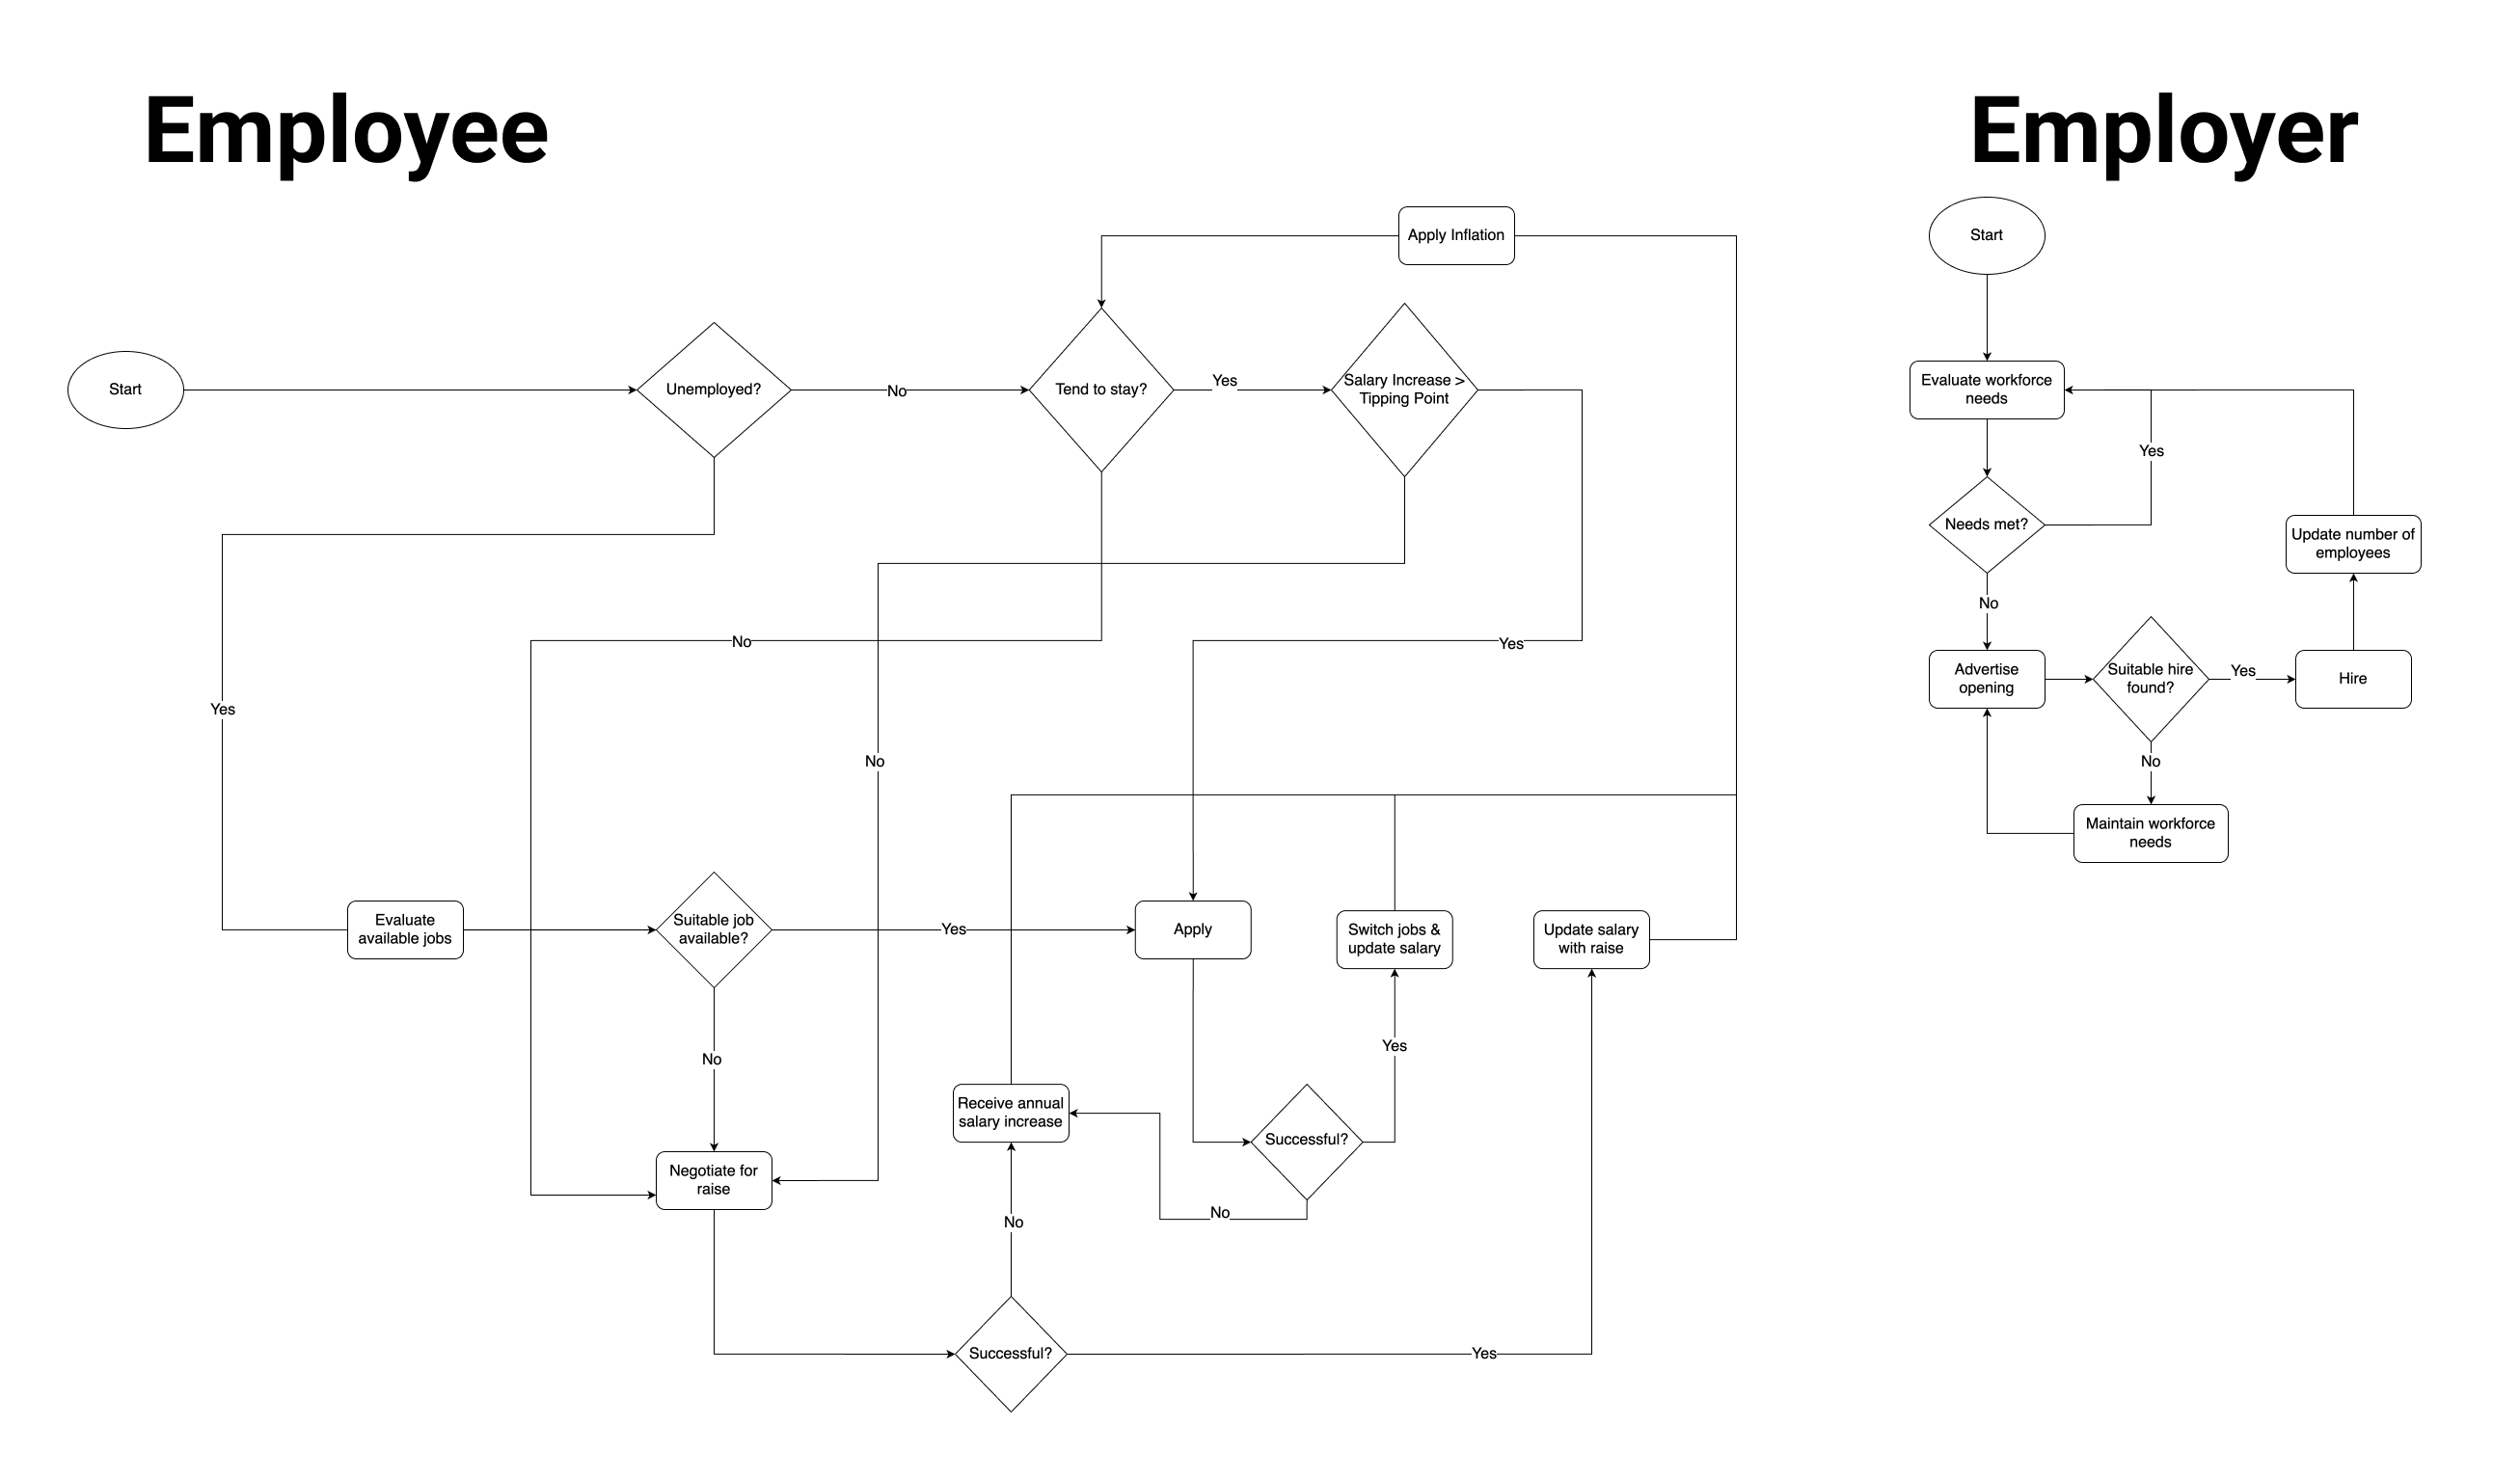 Employee
Employer
Apply Inflation
Start
Start
Unemployed?
No
Tend to stay?
Yes
Salary Increase >
Tipping Point
Evaluate workforce
needs
Yes
Needs met?
Update number of
employees
No
No
Yes
Advertise
opening
Suitable hire
found?
Yes
Hire
Yes
No
No
Maintain workforce
needs
Evaluate
available jobs
Suitable job
available?
Yes
Apply
Switch jobs &
update salary
Update salary
with raise
No
Yes
Receive annual
salary increase
Successful?
Negotiate for
raise
No
No
Successful?
Yes